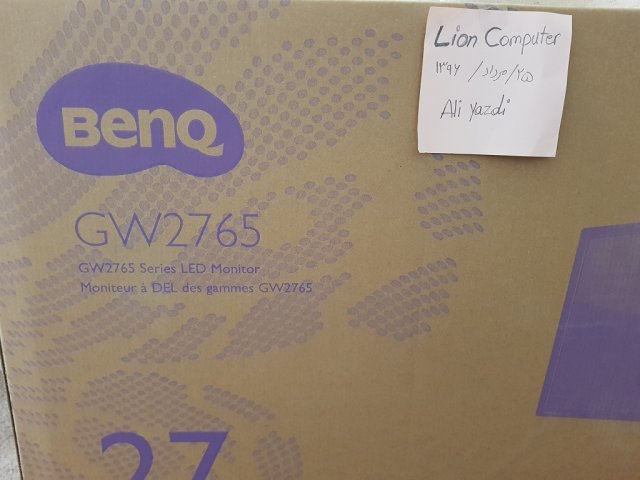 Lion Computer
۱۳۹۶ / مرداد / ۲۵
Ali yazdi
BenQ
GW2765
GW2765 Series LED Monitor
Moniteur à DEL des gammes GW2765
27